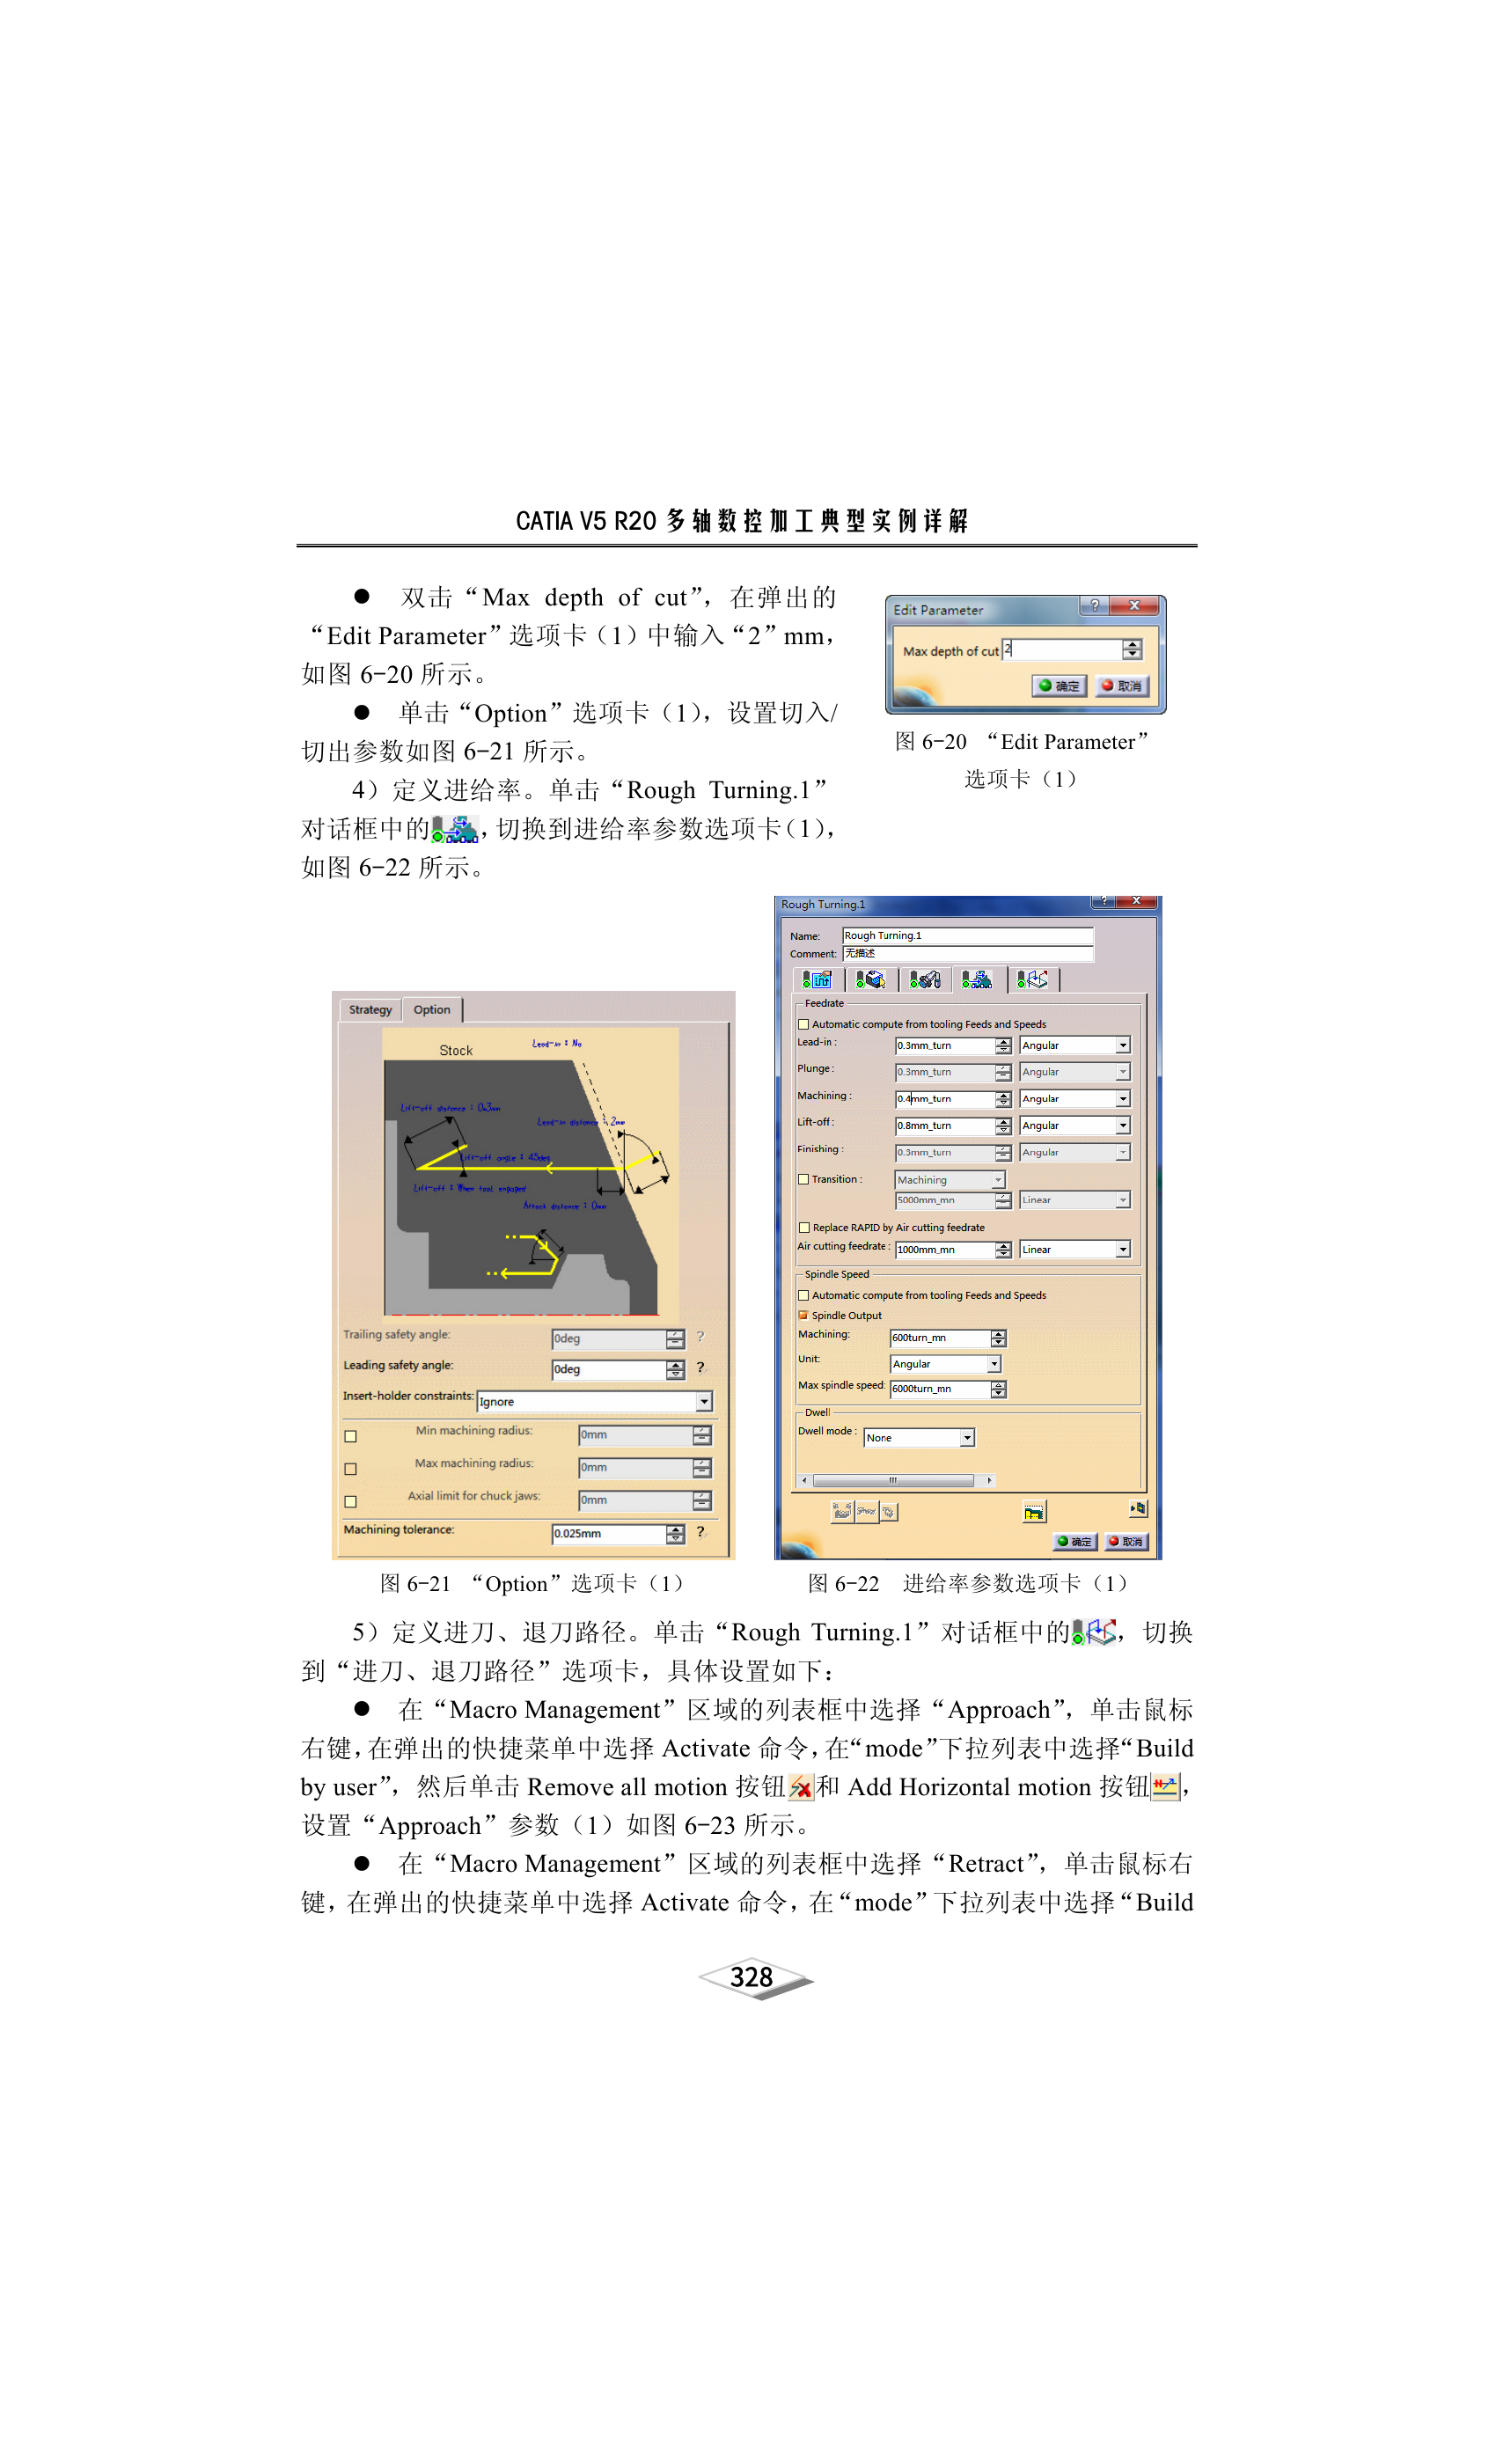 CATIA V5 R20 多轴数控加工典型实例详解
● 双击“Max depth of cut”，在弹出的
“Edit Parameter”选项卡（1）中输入“2”mm，
如图 6-20 所示。
● 单击“Option”选项卡（1），设置切入/
切出参数如图 6-21 所示。
4）定义进给率。单击“Rough Turning.1”
对话框中的，切换到进给率参数选项卡（1），
如图 6-22 所示。
Edit Parameter
?
Max depth of cut 2
确定 取消
图 6-20 “Edit Parameter”
选项卡（1）
Strategy Option
Stock
Lead-in : No
Lift-off distance : 0.3mm
Lead-in distance : 2mm
Lift-off angle : 45deg
Lift-off : When tool engaged
Attack distance : 0mm
Trailing safety angle: 0deg ?
Leading safety angle: 0deg ?
Insert-holder constraints: Ignore
Min machining radius: 0mm
Max machining radius: 0mm
Axial limit for chuck jaws: 0mm
Machining tolerance: 0.025mm ?
图 6-21 “Option”选项卡（1）
Rough Turning.1
?
Name: Rough Turning.1
Comment: 无描述
Feedrate
Automatic compute from tooling Feeds and Speeds
Lead-in : 0.3mm_turn Angular
Plunge : 0.3mm_turn Angular
Machining : 0.4mm_turn Angular
Lift-off : 0.8mm_turn Angular
Finishing : 0.3mm_turn Angular
Transition : Machining
5000mm_mn Linear
Replace RAPID by Air cutting feedrate
Air cutting feedrate : 1000mm_mn Linear
Spindle Speed
Automatic compute from tooling Feeds and Speeds
Spindle Output
Machining: 600turn_mn
Unit: Angular
Max spindle speed: 6000turn_mn
Dwell
Dwell mode : None
确定 取消
图 6-22 进给率参数选项卡（1）
5）定义进刀、退刀路径。单击“Rough Turning.1”对话框中的，切换
到“进刀、退刀路径”选项卡，具体设置如下：
● 在“Macro Management”区域的列表框中选择“Approach”，单击鼠标
右键，在弹出的快捷菜单中选择 Activate 命令，在“mode”下拉列表中选择“Build
by user”，然后单击 Remove all motion 按钮和 Add Horizontal motion 按钮，
设置“Approach”参数（1）如图 6-23 所示。
● 在“Macro Management”区域的列表框中选择“Retract”，单击鼠标右
键，在弹出的快捷菜单中选择 Activate 命令，在“mode”下拉列表中选择“Build
328